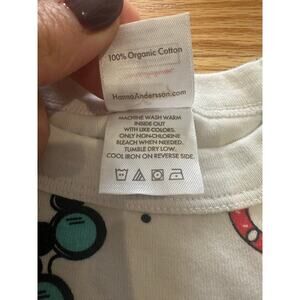 100% Organic Cotton
HannaAndersson.com
MACHINE WASH WARM
INSIDE OUT
WITH LIKE COLORS.
ONLY NON-CHLORINE
BLEACH WHEN NEEDED.
TUMBLE DRY LOW.
COOL IRON ON REVERSE SIDE.